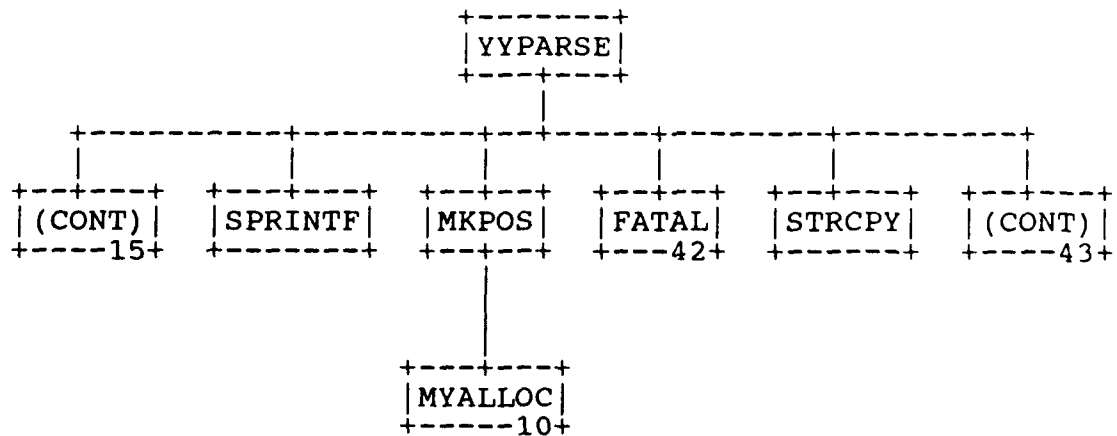 YYPARSE
(CONT) SPRINTF MKPOS FATAL STRCPY (CONT)
15 42 43
MYALLOC
10